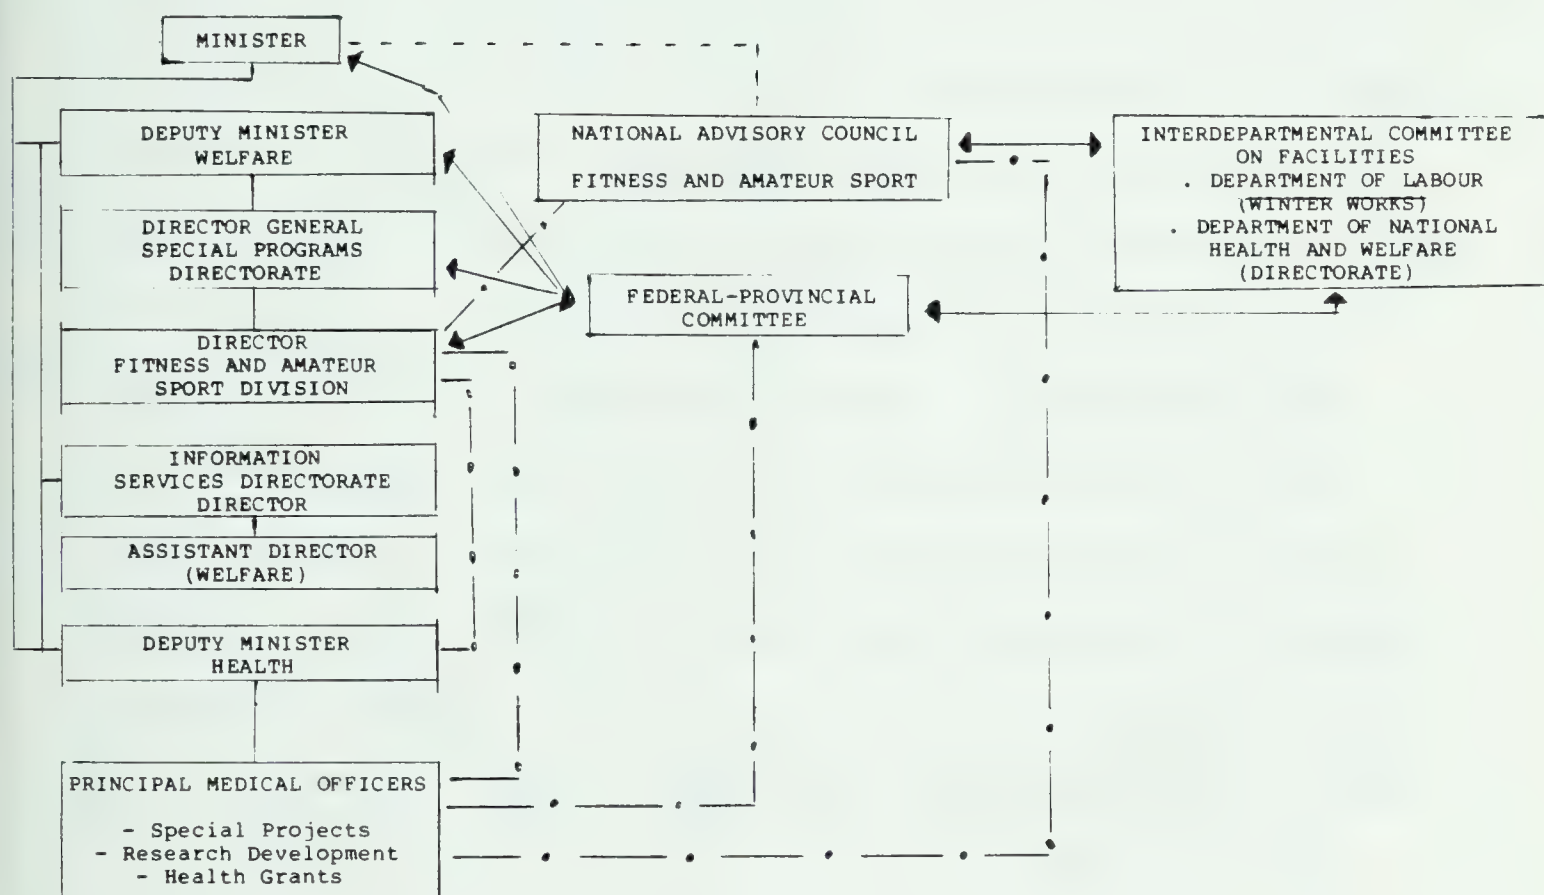 MINISTER
DEPUTY MINISTER
WELFARE
DIRECTOR GENERAL
SPECIAL PROGRAMS
DIRECTORATE
DIRECTOR
FITNESS AND AMATEUR
SPORT DIVISION
INFORMATION
SERVICES DIRECTORATE
DIRECTOR
ASSISTANT DIRECTOR
(WELFARE)
DEPUTY MINISTER
HEALTH
PRINCIPAL MEDICAL OFFICERS
- Special Projects
- Research Development
- Health Grants
NATIONAL ADVISORY COUNCIL
FITNESS AND AMATEUR SPORT
FEDERAL-PROVINCIAL
COMMITTEE
INTERDEPARTMENTAL COMMITTEE
ON FACILITIES
. DEPARTMENT OF LABOUR
(WINTER WORKS)
. DEPARTMENT OF NATIONAL
HEALTH AND WELFARE
(DIRECTORATE)